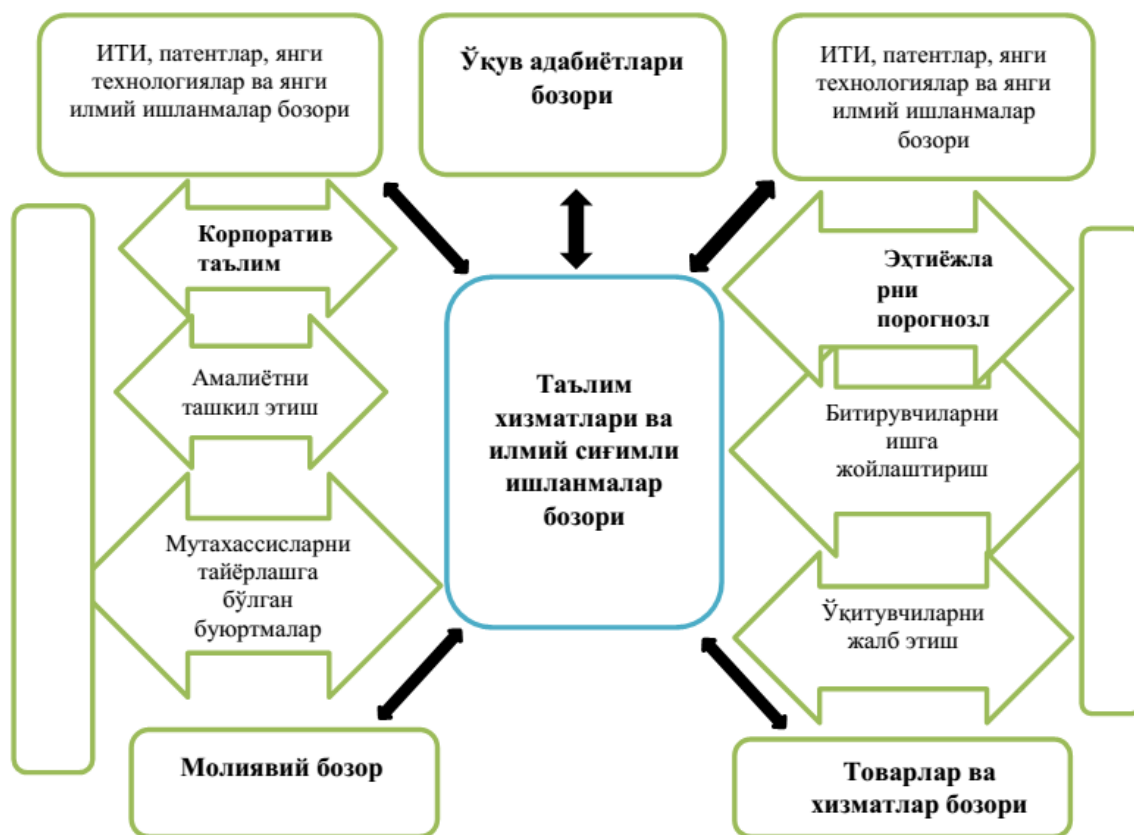 ИТИ, патентлар, янги
технологиялар ва янги
илмий ишланмалар бозори
Ўқув адабиётлари
бозори
ИТИ, патентлар, янги
технологиялар ва янги
илмий ишланмалар
бозори
Корпоратив
таълим
Эҳтиёжла
рни
порогнозл
Амалиётни
ташкил этиш
Таълим
хизматлари ва
илмий сиғимли
ишланмалар
бозори
Битирувчиларни
ишга
жойлаштириш
Мутахассисларни
тайёрлашга
бўлган
буюртмалар
Ўқитувчиларни
жалб этиш
Молиявий бозор
Товарлар ва
хизматлар бозори